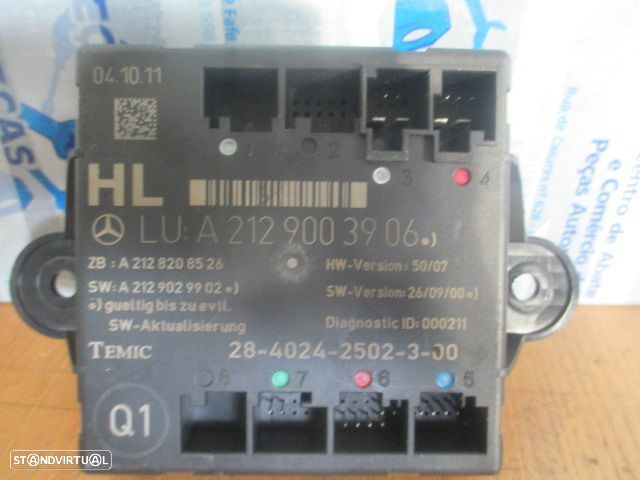 04.10.11
1
2
3
4
HL
LU: A 212 900 39 06 •)
ZB : A 212 820 85 26
HW-Version: 50/07
SW: A 212 902 99 02 •)
SW-Version: 26/09/00 •)
•) gueltig bis zu evtl.
SW-Aktualisierung
Diagnostic ID: 000211
TEMIC
28-4024-2502-3-00
8
7
6
5
Q1
STANDVIRTUAL